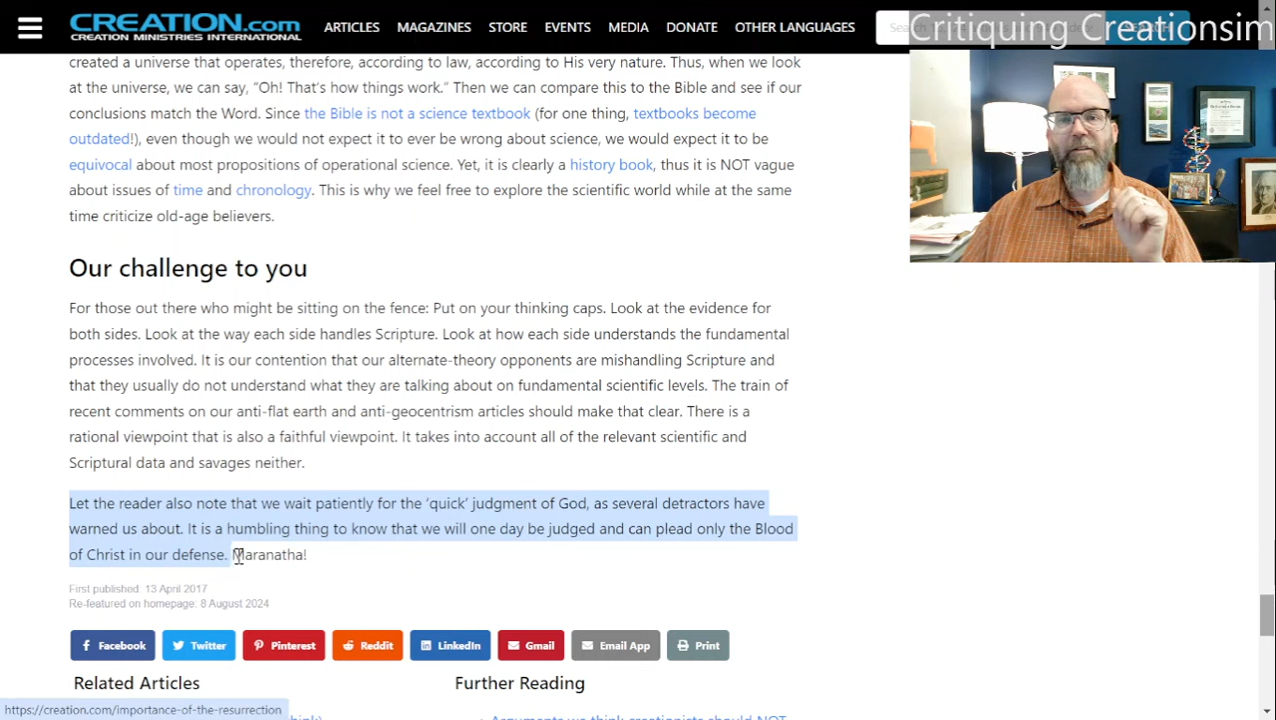 CREATION.com
CREATION MINISTRIES INTERNATIONAL
ARTICLES MAGAZINES STORE EVENTS MEDIA DONATE OTHER LANGUAGES
Critiquing Creationsim
created a universe that operates, therefore, according to law, according to His very nature. Thus, when we look
at the universe, we can say, “Oh! That’s how things work.” Then we can compare this to the Bible and see if our
conclusions match the Word. Since the Bible is not a science textbook (for one thing, textbooks become
outdated!), even though we would not expect it to ever be wrong about science, we would expect it to be
equivocal about most propositions of operational science. Yet, it is clearly a history book, thus it is NOT vague
about issues of time and chronology. This is why we feel free to explore the scientific world while at the same
time criticize old-age believers.
Our challenge to you
For those out there who might be sitting on the fence: Put on your thinking caps. Look at the evidence for
both sides. Look at the way each side handles Scripture. Look at how each side understands the fundamental
processes involved. It is our contention that our alternate-theory opponents are mishandling Scripture and
that they usually do not understand what they are talking about on fundamental scientific levels. The train of
recent comments on our anti-flat earth and anti-geocentrism articles should make that clear. There is a
rational viewpoint that is also a faithful viewpoint. It takes into account all of the relevant scientific and
Scriptural data and savages neither.
Let the reader also note that we wait patiently for the ‘quick’ judgment of God, as several detractors have
warned us about. It is a humbling thing to know that we will one day be judged and can plead only the Blood
of Christ in our defense. Maranatha!
First published: 13 April 2017
Re-featured on homepage: 8 August 2024
Facebook Twitter Pinterest Reddit LinkedIn Gmail Email App Print
Related Articles Further Reading
https://creation.com/importance-of-the-resurrection
Arguments we think creationists should NOT